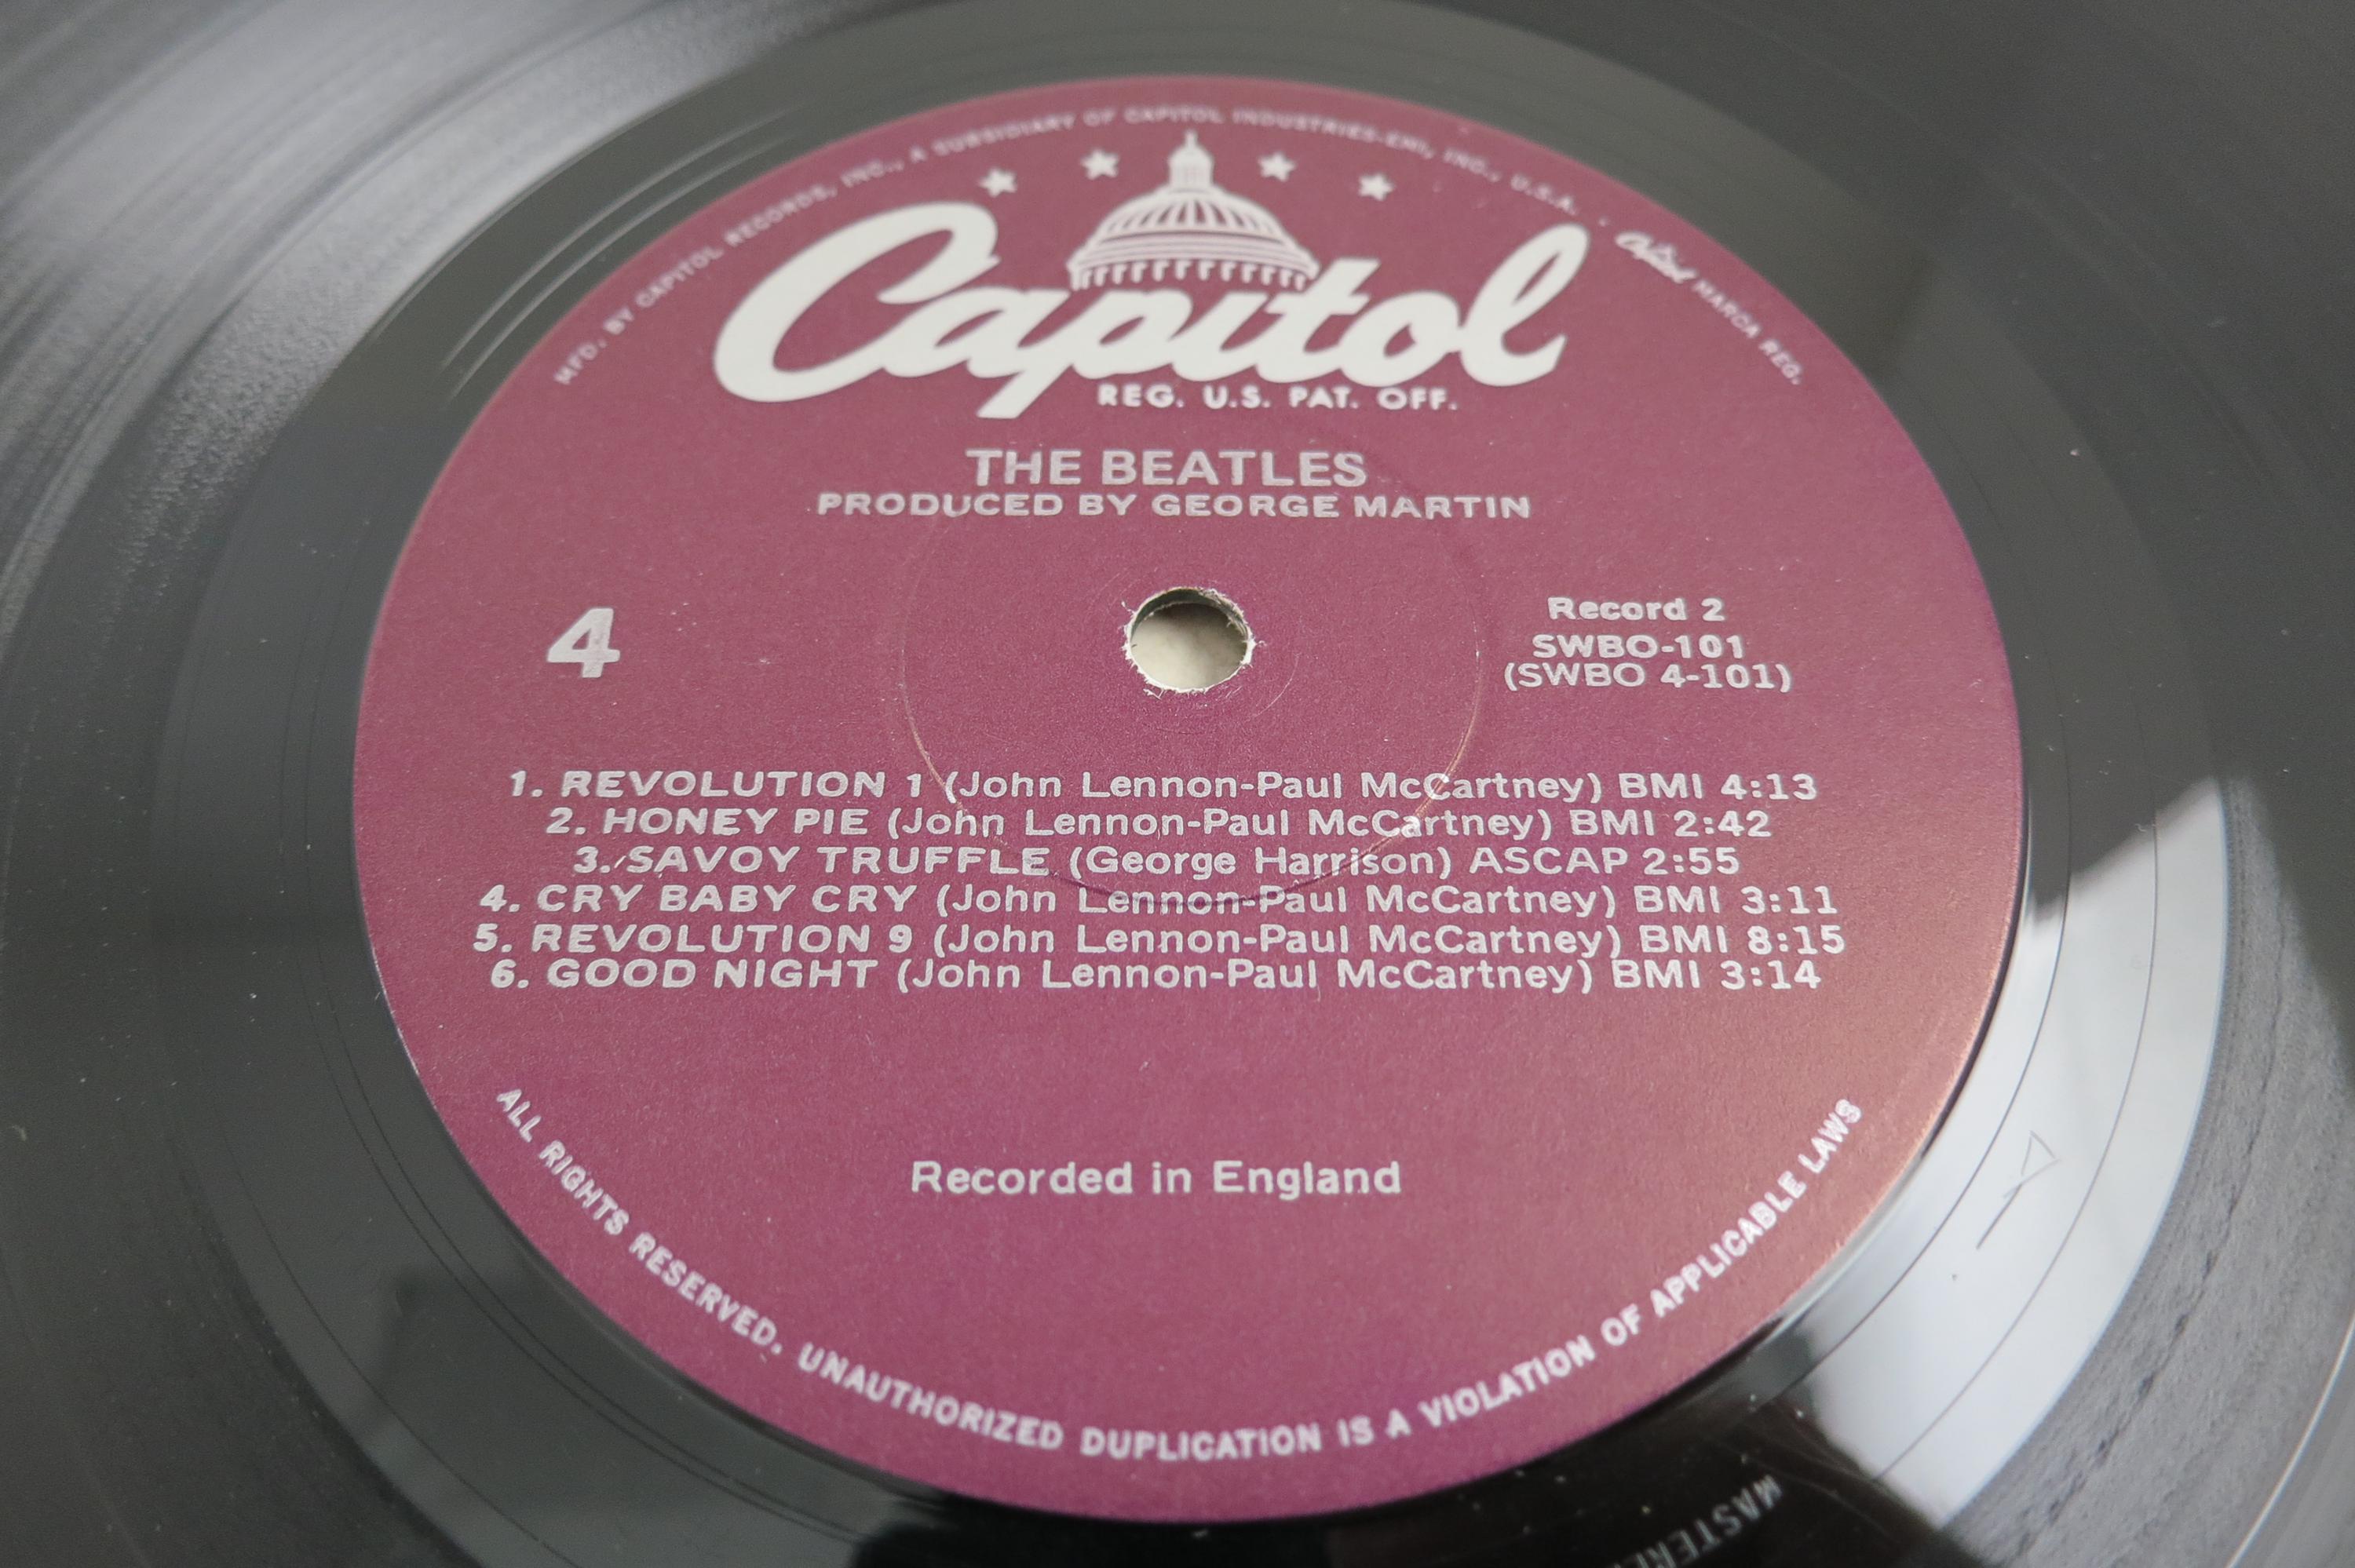 MFD. BY CAPITOL RECORDS, INC., A SUBSIDIARY OF CAPITOL INDUSTRIES-EMI, INC., U.S.A. · Capitol MARCA REG.
Capitol
REG. U.S. PAT. OFF.
THE BEATLES
PRODUCED BY GEORGE MARTIN
4
Record 2
SWBO-101
(SWBO 4-101)
1. REVOLUTION 1 (John Lennon-Paul McCartney) BMI 4:13
2. HONEY PIE (John Lennon-Paul McCartney) BMI 2:42
3. SAVOY TRUFFLE (George Harrison) ASCAP 2:55
4. CRY BABY CRY (John Lennon-Paul McCartney) BMI 3:11
5. REVOLUTION 9 (John Lennon-Paul McCartney) BMI 8:15
6. GOOD NIGHT (John Lennon-Paul McCartney) BMI 3:14
Recorded in England
ALL RIGHTS RESERVED. UNAUTHORIZED DUPLICATION IS A VIOLATION OF APPLICABLE LAWS